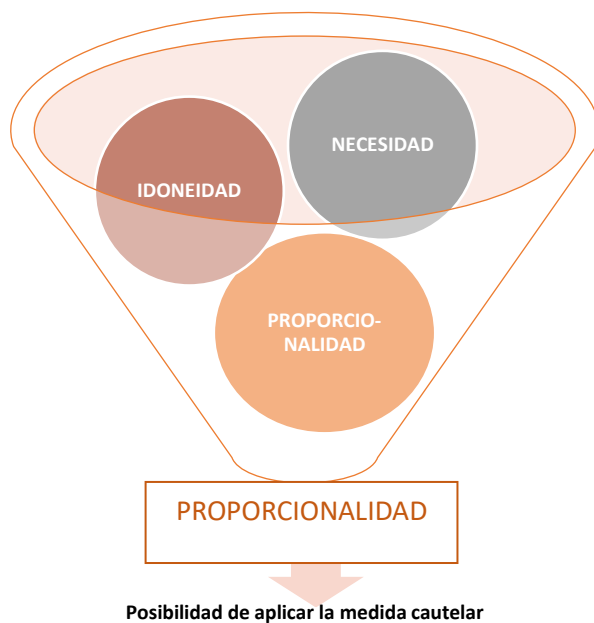 NECESIDAD
IDONEIDAD
PROPORCIO-
NALIDAD
PROPORCIONALIDAD
Posibilidad de aplicar la medida cautelar